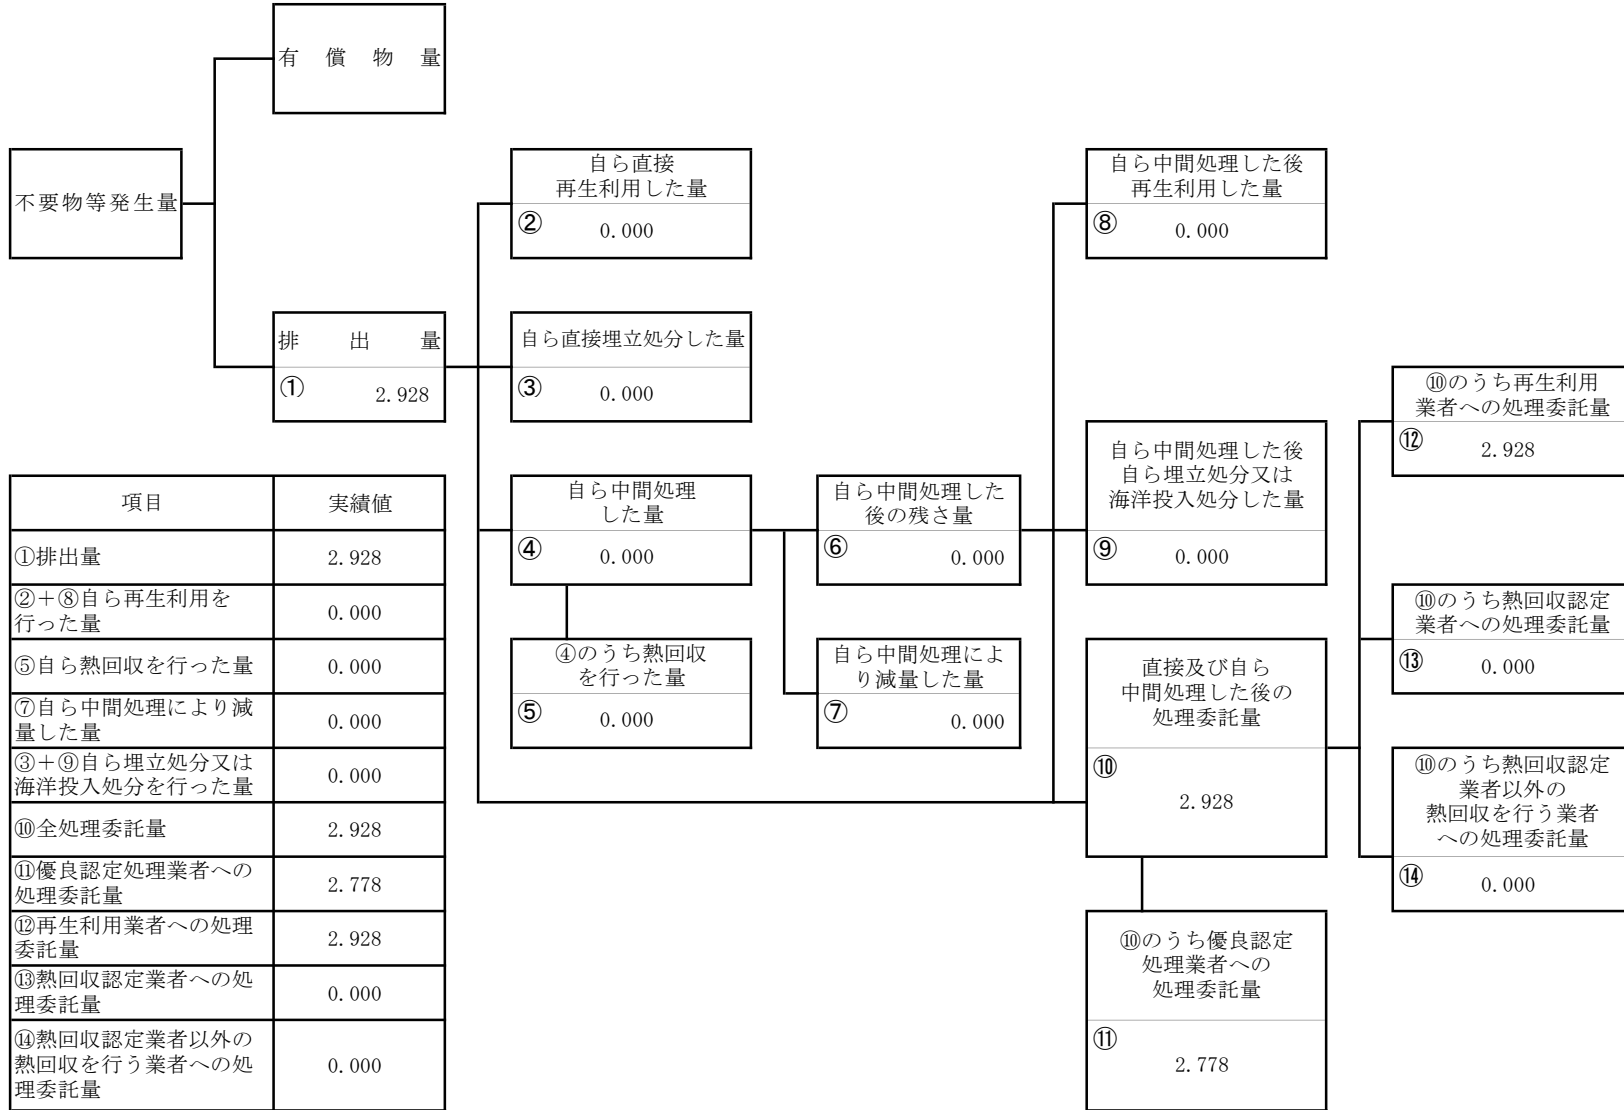 有償物量
不要物等発生量
排出量
①
2.928
自ら直接
再生利用した量
②
0.000
自ら直接埋立処分した量
③
0.000
自ら中間処理
した量
④
0.000
④のうち熱回収
を行った量
⑤
0.000
自ら中間処理した
後の残さ量
⑥
0.000
自ら中間処理によ
り減量した量
⑦
0.000
自ら中間処理した後
再生利用した量
⑧
0.000
自ら中間処理した後
自ら埋立処分又は
海洋投入処分した量
⑨
0.000
直接及び自ら
中間処理した後の
処理委託量
⑩
2.928
⑩のうち優良認定
処理業者への
処理委託量
⑪
2.778
⑩のうち再生利用
業者への処理委託量
⑫
2.928
⑩のうち熱回収認定
業者への処理委託量
⑬
0.000
⑩のうち熱回収認定
業者以外の
熱回収を行う業者
への処理委託量
⑭
0.000
項目 実績値
①排出量 2.928
②+⑧自ら再生利用を
行った量
0.000
⑤自ら熱回収を行った量 0.000
⑦自ら中間処理により減
量した量
0.000
③+⑨自ら埋立処分又は
海洋投入処分を行った量
0.000
⑩全処理委託量 2.928
⑪優良認定処理業者への
処理委託量
2.778
⑫再生利用業者への処理
委託量
2.928
⑬熱回収認定業者への処
理委託量
0.000
⑭熱回収認定業者以外の
熱回収を行う業者への処
理委託量
0.000